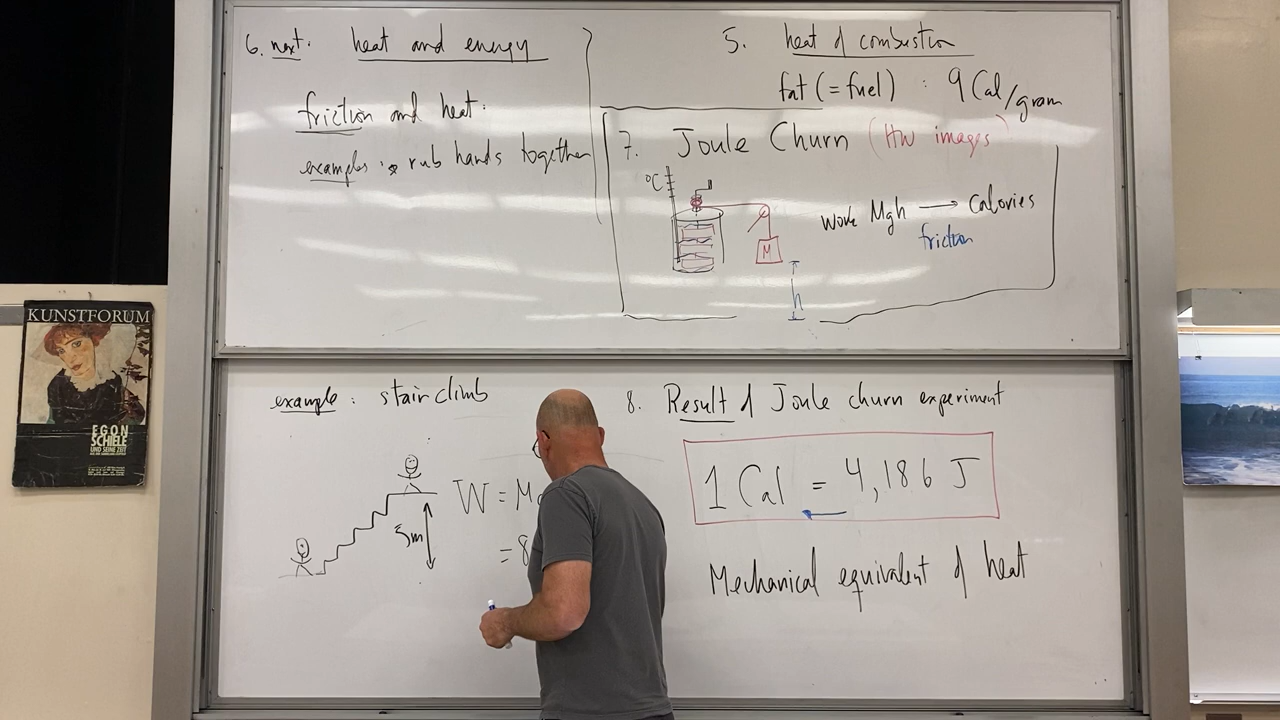 6. next: heat and energy
friction and heat:
examples: rub hands together
5. heat of combustion
fat (=fuel) : 9 Cal/gram
7. Joule Churn (HW images)
°C
M
h
work Mgh → calories
friction
example: stair climb
5m
W = M
= 8
8. Result of Joule churn experiment
1 Cal = 4,186 J
Mechanical equivalent of heat
KUNSTFORUM
EGON
SCHIELE
UND SEINE ZEIT